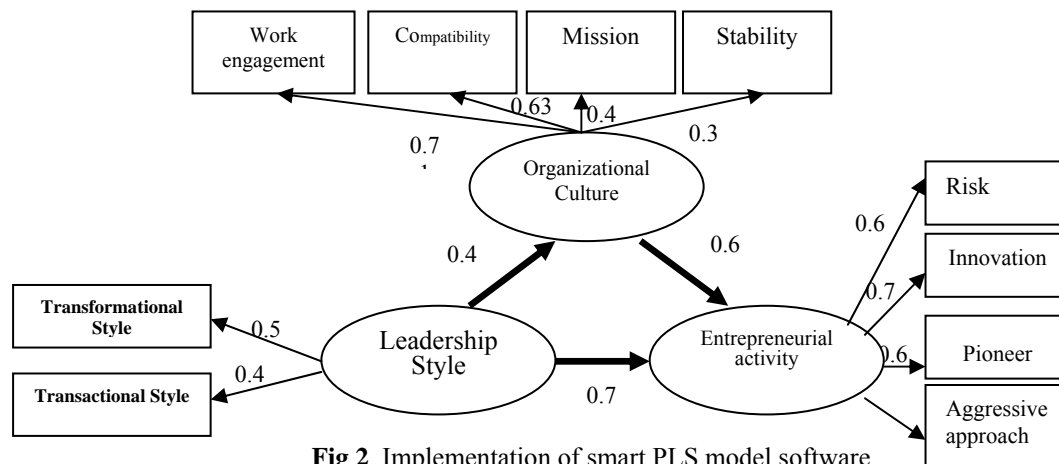 Work
engagement
Compatibility
Mission
Stability
0.63
0.4
0.7
0.3
Organizational
Culture
Risk
0.6
0.4
0.6
Innovation
0.7
Transformational
Style
0.5
Leadership
Style
Entrepreneurial
activity
0.6
Pioneer
0.4
Transactional Style
0.7
Aggressive
approach
Fig 2. Implementation of smart PLS model software